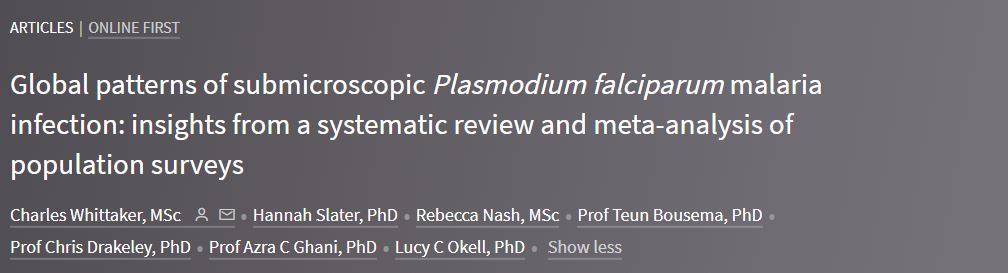 ARTICLES | ONLINE FIRST
Global patterns of submicroscopic Plasmodium falciparum malaria
infection: insights from a systematic review and meta-analysis of
population surveys
Charles Whittaker, MSc • Hannah Slater, PhD • Rebecca Nash, MSc • Prof Teun Bousema, PhD •
Prof Chris Drakeley, PhD • Prof Azra C Ghani, PhD • Lucy C Okell, PhD • Show less